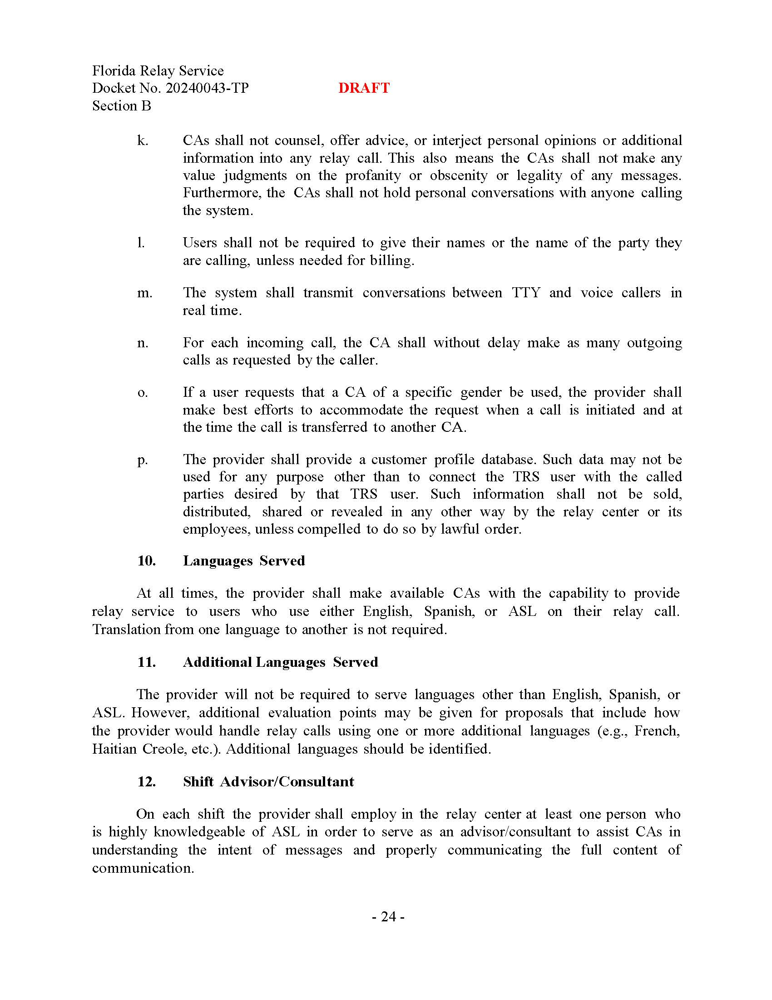 Florida Relay Service
Docket No. 20240043-TP DRAFT
Section B
k. CAs shall not counsel, offer advice, or interject personal opinions or additional
information into any relay call. This also means the CAs shall not make any
value judgments on the profanity or obscenity or legality of any messages.
Furthermore, the CAs shall not hold personal conversations with anyone calling
the system.
l. Users shall not be required to give their names or the name of the party they
are calling, unless needed for billing.
m. The system shall transmit conversations between TTY and voice callers in
real time.
n. For each incoming call, the CA shall without delay make as many outgoing
calls as requested by the caller.
o. If a user requests that a CA of a specific gender be used, the provider shall
make best efforts to accommodate the request when a call is initiated and at
the time the call is transferred to another CA.
p. The provider shall provide a customer profile database. Such data may not be
used for any purpose other than to connect the TRS user with the called
parties desired by that TRS user. Such information shall not be sold,
distributed, shared or revealed in any other way by the relay center or its
employees, unless compelled to do so by lawful order.
10. Languages Served
At all times, the provider shall make available CAs with the capability to provide
relay service to users who use either English, Spanish, or ASL on their relay call.
Translation from one language to another is not required.
11. Additional Languages Served
The provider will not be required to serve languages other than English, Spanish, or
ASL. However, additional evaluation points may be given for proposals that include how
the provider would handle relay calls using one or more additional languages (e.g., French,
Haitian Creole, etc.). Additional languages should be identified.
12. Shift Advisor/Consultant
On each shift the provider shall employ in the relay center at least one person who
is highly knowledgeable of ASL in order to serve as an advisor/consultant to assist CAs in
understanding the intent of messages and properly communicating the full content of
communication.
- 24 -